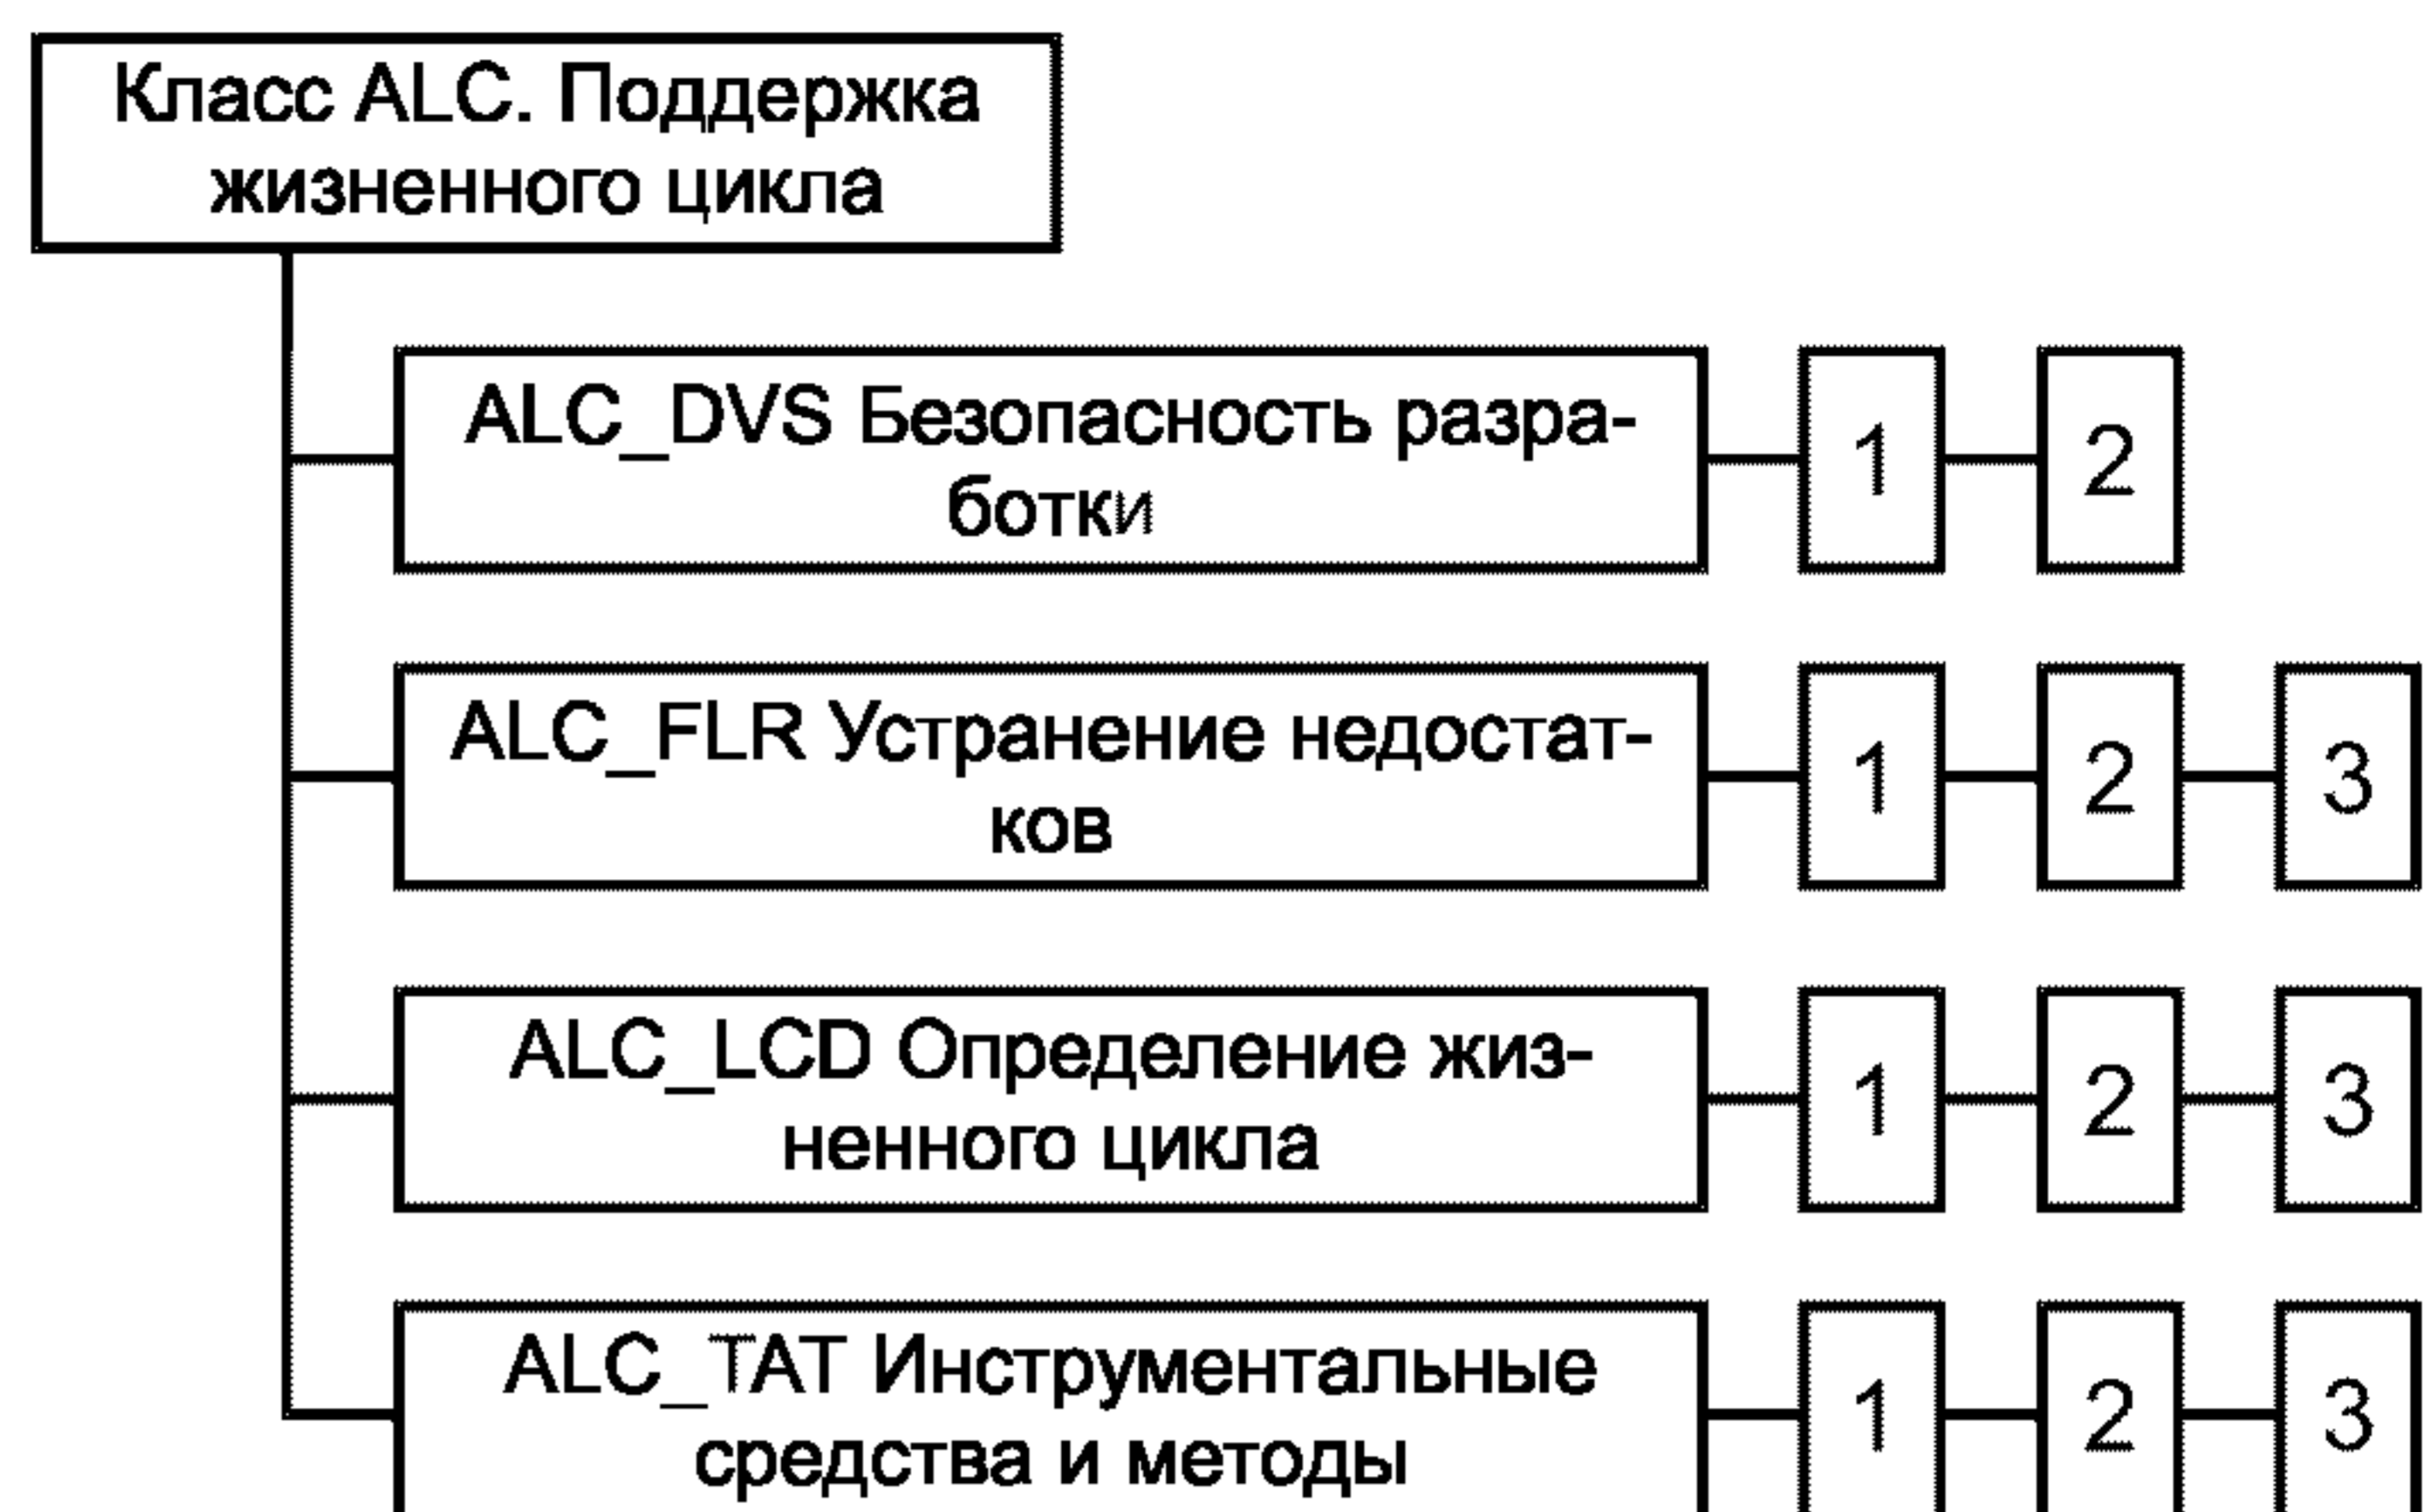 Класс ALC. Поддержка
жизненного цикла
ALC_DVS Безопасность разра-
ботки
1
2
ALC_FLR Устранение недостат-
ков
1
2
3
ALC_LCD Определение жиз-
ненного цикла
1
2
3
ALC_TAT Инструментальные
средства и методы
1
2
3